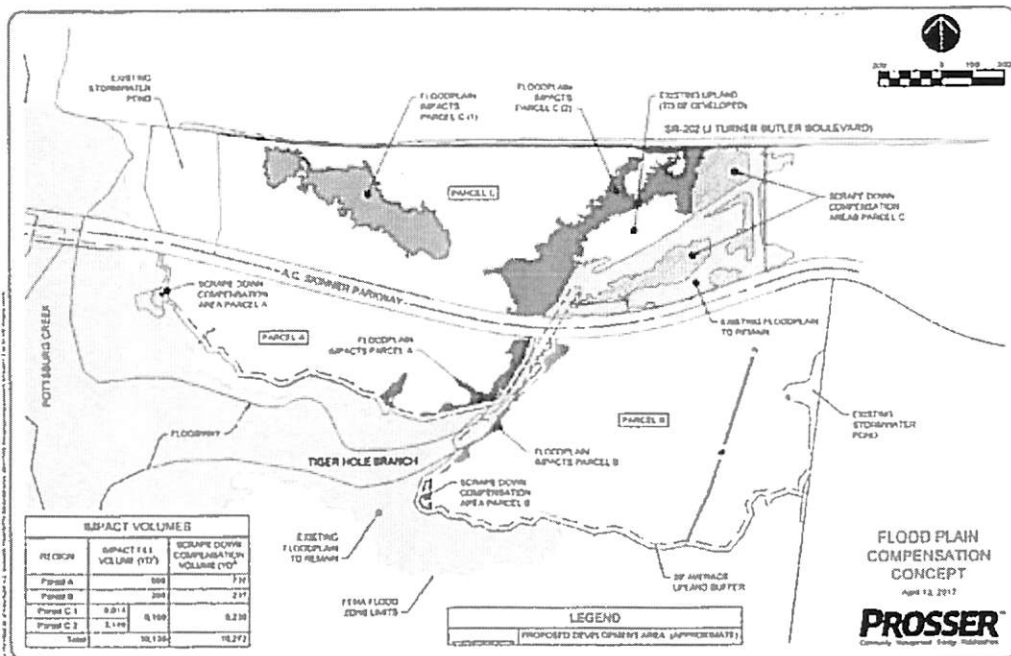 EXISTING
STORMWATER
POND
FLOODPLAIN
IMPACTS
PARCEL C (1)
FLOODPLAIN
IMPACTS
PARCEL C (2)
EXISTING UPLAND
(TO BE DEVELOPED)
SR-202 (J TURNER BUTLER BOULEVARD)
PARCEL C
SCRAPE DOWN
COMPENSATION
AREAS PARCEL C
A.C. SKINNER PARKWAY
SCRAPE DOWN
COMPENSATION
AREA PARCEL A
PARCEL A
FLOODPLAIN
IMPACTS PARCEL A
EXISTING FLOODPLAIN
TO REMAIN
POTTSBURG CREEK
PARCEL B
EXISTING
STORMWATER
POND
FLOODWAY
TIGER HOLE BRANCH
FLOODPLAIN
IMPACTS PARCEL B
SCRAPE DOWN
COMPENSATION
AREA PARCEL B
EXISTING
FLOODPLAIN
TO REMAIN
FEMA FLOOD
ZONE LIMITS
AVERAGE
UPLAND BUFFER
IMPACT VOLUMES
REGION
IMPACT FILL
VOLUME (YD³)
SCRAPE DOWN
COMPENSATION
VOLUME (YD³)
Parcel A
Parcel B
Parcel C 1
Parcel C 2
Total
LEGEND
PROPOSED DEVELOPMENT AREA (APPROXIMATE)
FLOOD PLAIN
COMPENSATION
CONCEPT
April 13, 2017
PROSSER